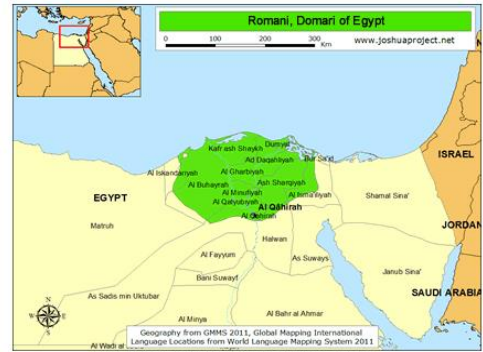 Romani, Domari of Egypt
0 100 200 300
Km
www.joshuaproject.net
ISRAEL
Dumyat
Kafr ash Shaykh
Ad Daqahliyah
Bur Sa'id
Al Iskandariyah
Al Gharbiyah
Al Buhayrah
Ash Sharqiyah
Al Minufiyah
Al Isma'iliyah
Shamal Sina'
EGYPT
Al Qalyubiyah
Al Qāhirah
Al Qahirah
Matruh
JORDAN
Halwan
Al Fayyum
As Suways
Janub Sina'
Bani Suwayf
SAUDI ARABIA
As Sadis min Uktubar
N
W E
S
Al Minya
Al Bahr al Ahmar
Geography from GMMS 2011, Global Mapping International
Language Locations from World Language Mapping System 2011
Al Wadi al